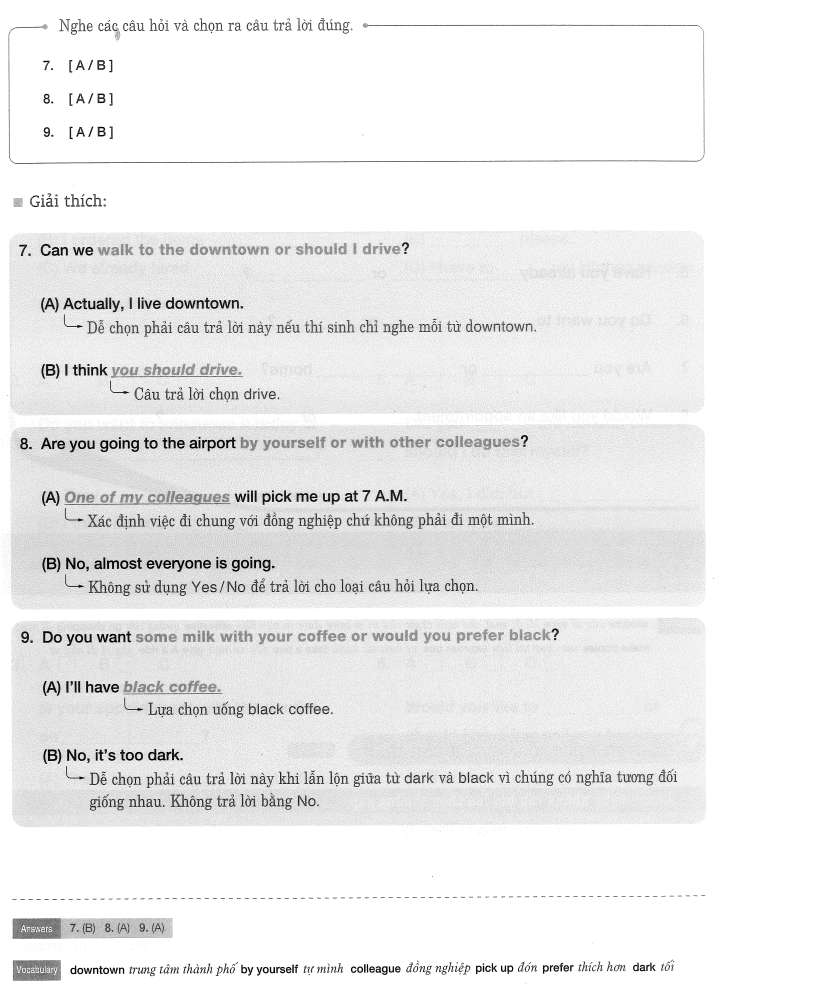 Nghe các câu hỏi và chọn ra câu trả lời đúng.
7. [ A / B ]
8. [ A / B ]
9. [ A / B ]
Giải thích:
7. Can we walk to the downtown or should I drive?
(A) Actually, I live downtown.
Dễ chọn phải câu trả lời này nếu thí sinh chỉ nghe mỗi từ downtown.
(B) I think you should drive.
Câu trả lời chọn drive.
8. Are you going to the airport by yourself or with other colleagues?
(A) One of my colleagues will pick me up at 7 A.M.
Xác định việc đi chung với đồng nghiệp chứ không phải đi một mình.
(B) No, almost everyone is going.
Không sử dụng Yes/No để trả lời cho loại câu hỏi lựa chọn.
9. Do you want some milk with your coffee or would you prefer black?
(A) I'll have black coffee.
Lựa chọn uống black coffee.
(B) No, it's too dark.
Dễ chọn phải câu trả lời này khi lẫn lộn giữa từ dark và black vì chúng có nghĩa tương đối
giống nhau. Không trả lời bằng No.
Answers 7. (B) 8. (A) 9. (A)
Vocabulary downtown trung tâm thành phố by yourself tự mình colleague đồng nghiệp pick up đón prefer thích hơn dark tối